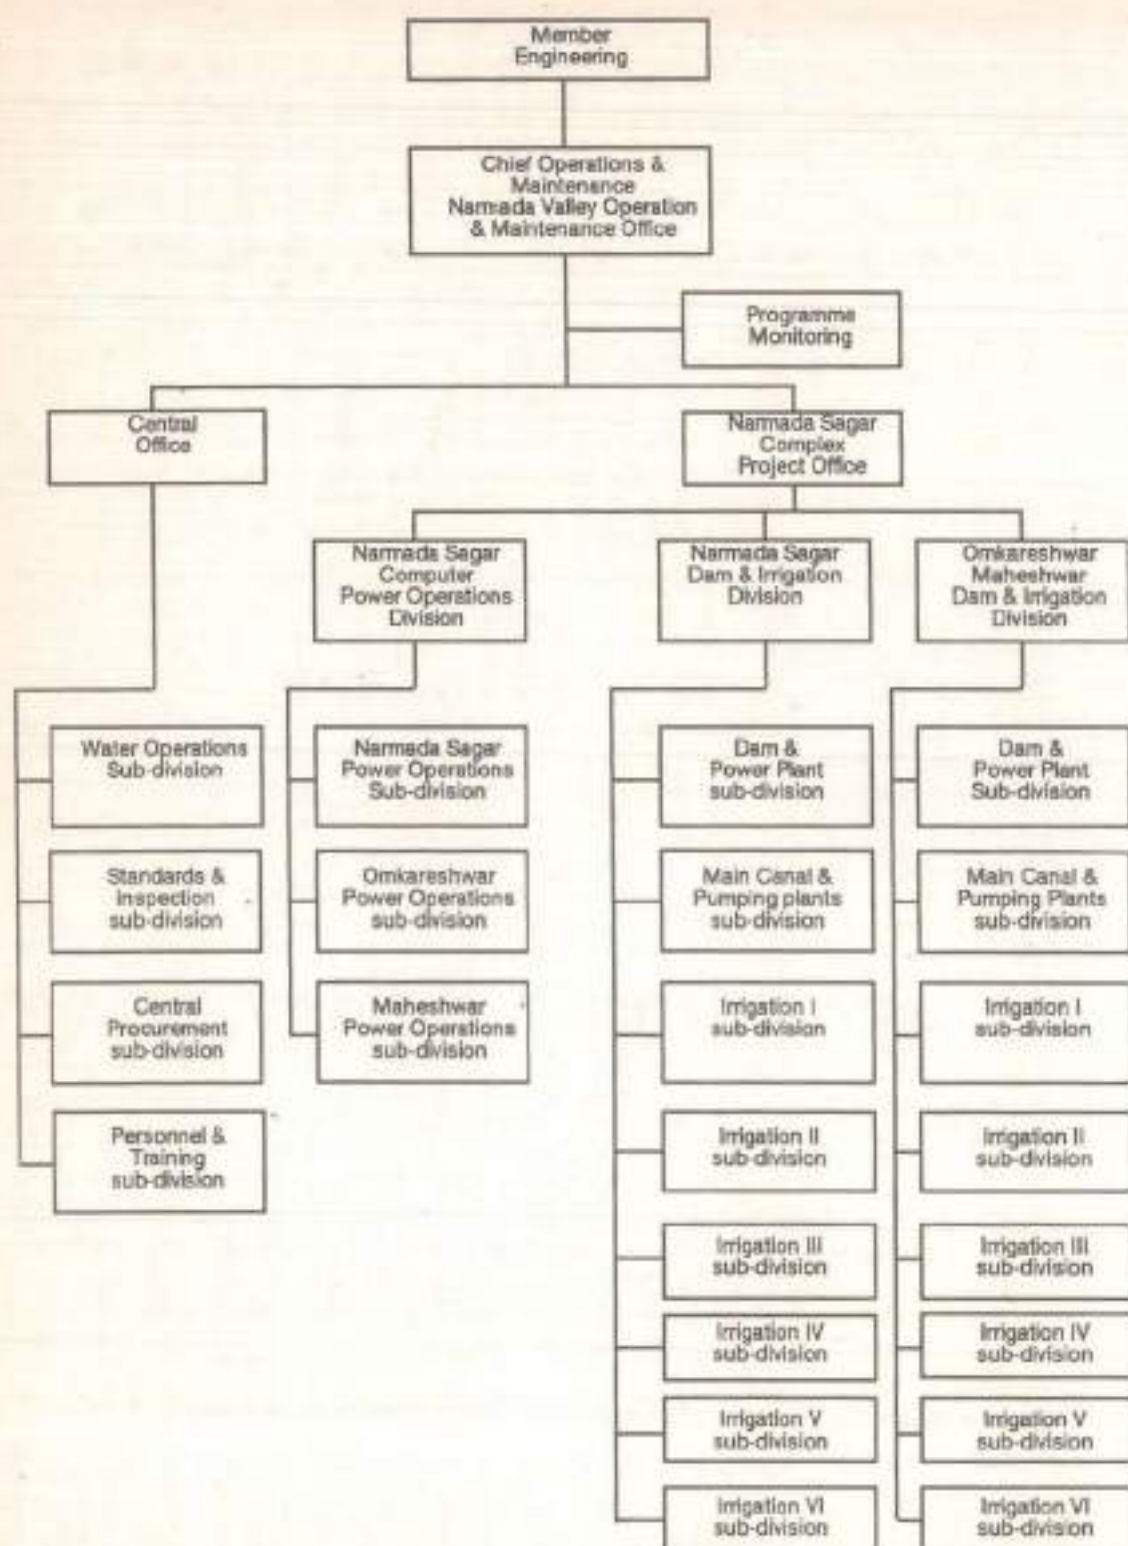 Member
Engineering
Chief Operations &
Maintenance
Narmada Valley Operation
& Maintenance Office
Programme
Monitoring
Central
Office
Narmada Sagar
Complex
Project Office
Narmada Sagar
Computer
Power Operations
Division
Narmada Sagar
Dam & Irrigation
Division
Omkareshwar
Maheshwar
Dam & Irrigation
Division
Water Operations
Sub-division
Standards &
Inspection
sub-division
Central
Procurement
sub-division
Personnel &
Training
sub-division
Narmada Sagar
Power Operations
Sub-division
Omkareshwar
Power Operations
sub-division
Maheshwar
Power Operations
sub-division
Dam &
Power Plant
sub-division
Main Canal &
Pumping plants
sub-division
Irrigation I
sub-division
Irrigation II
sub-division
Irrigation III
sub-division
Irrigation IV
sub-division
Irrigation V
sub-division
Irrigation VI
sub-division
Dam &
Power Plant
Sub-division
Main Canal &
Pumping Plants
sub-division
Irrigation I
sub-division
Irrigation II
sub-division
Irrigation III
sub-division
Irrigation IV
sub-division
Irrigation V
sub-division
Irrigation VI
sub-division